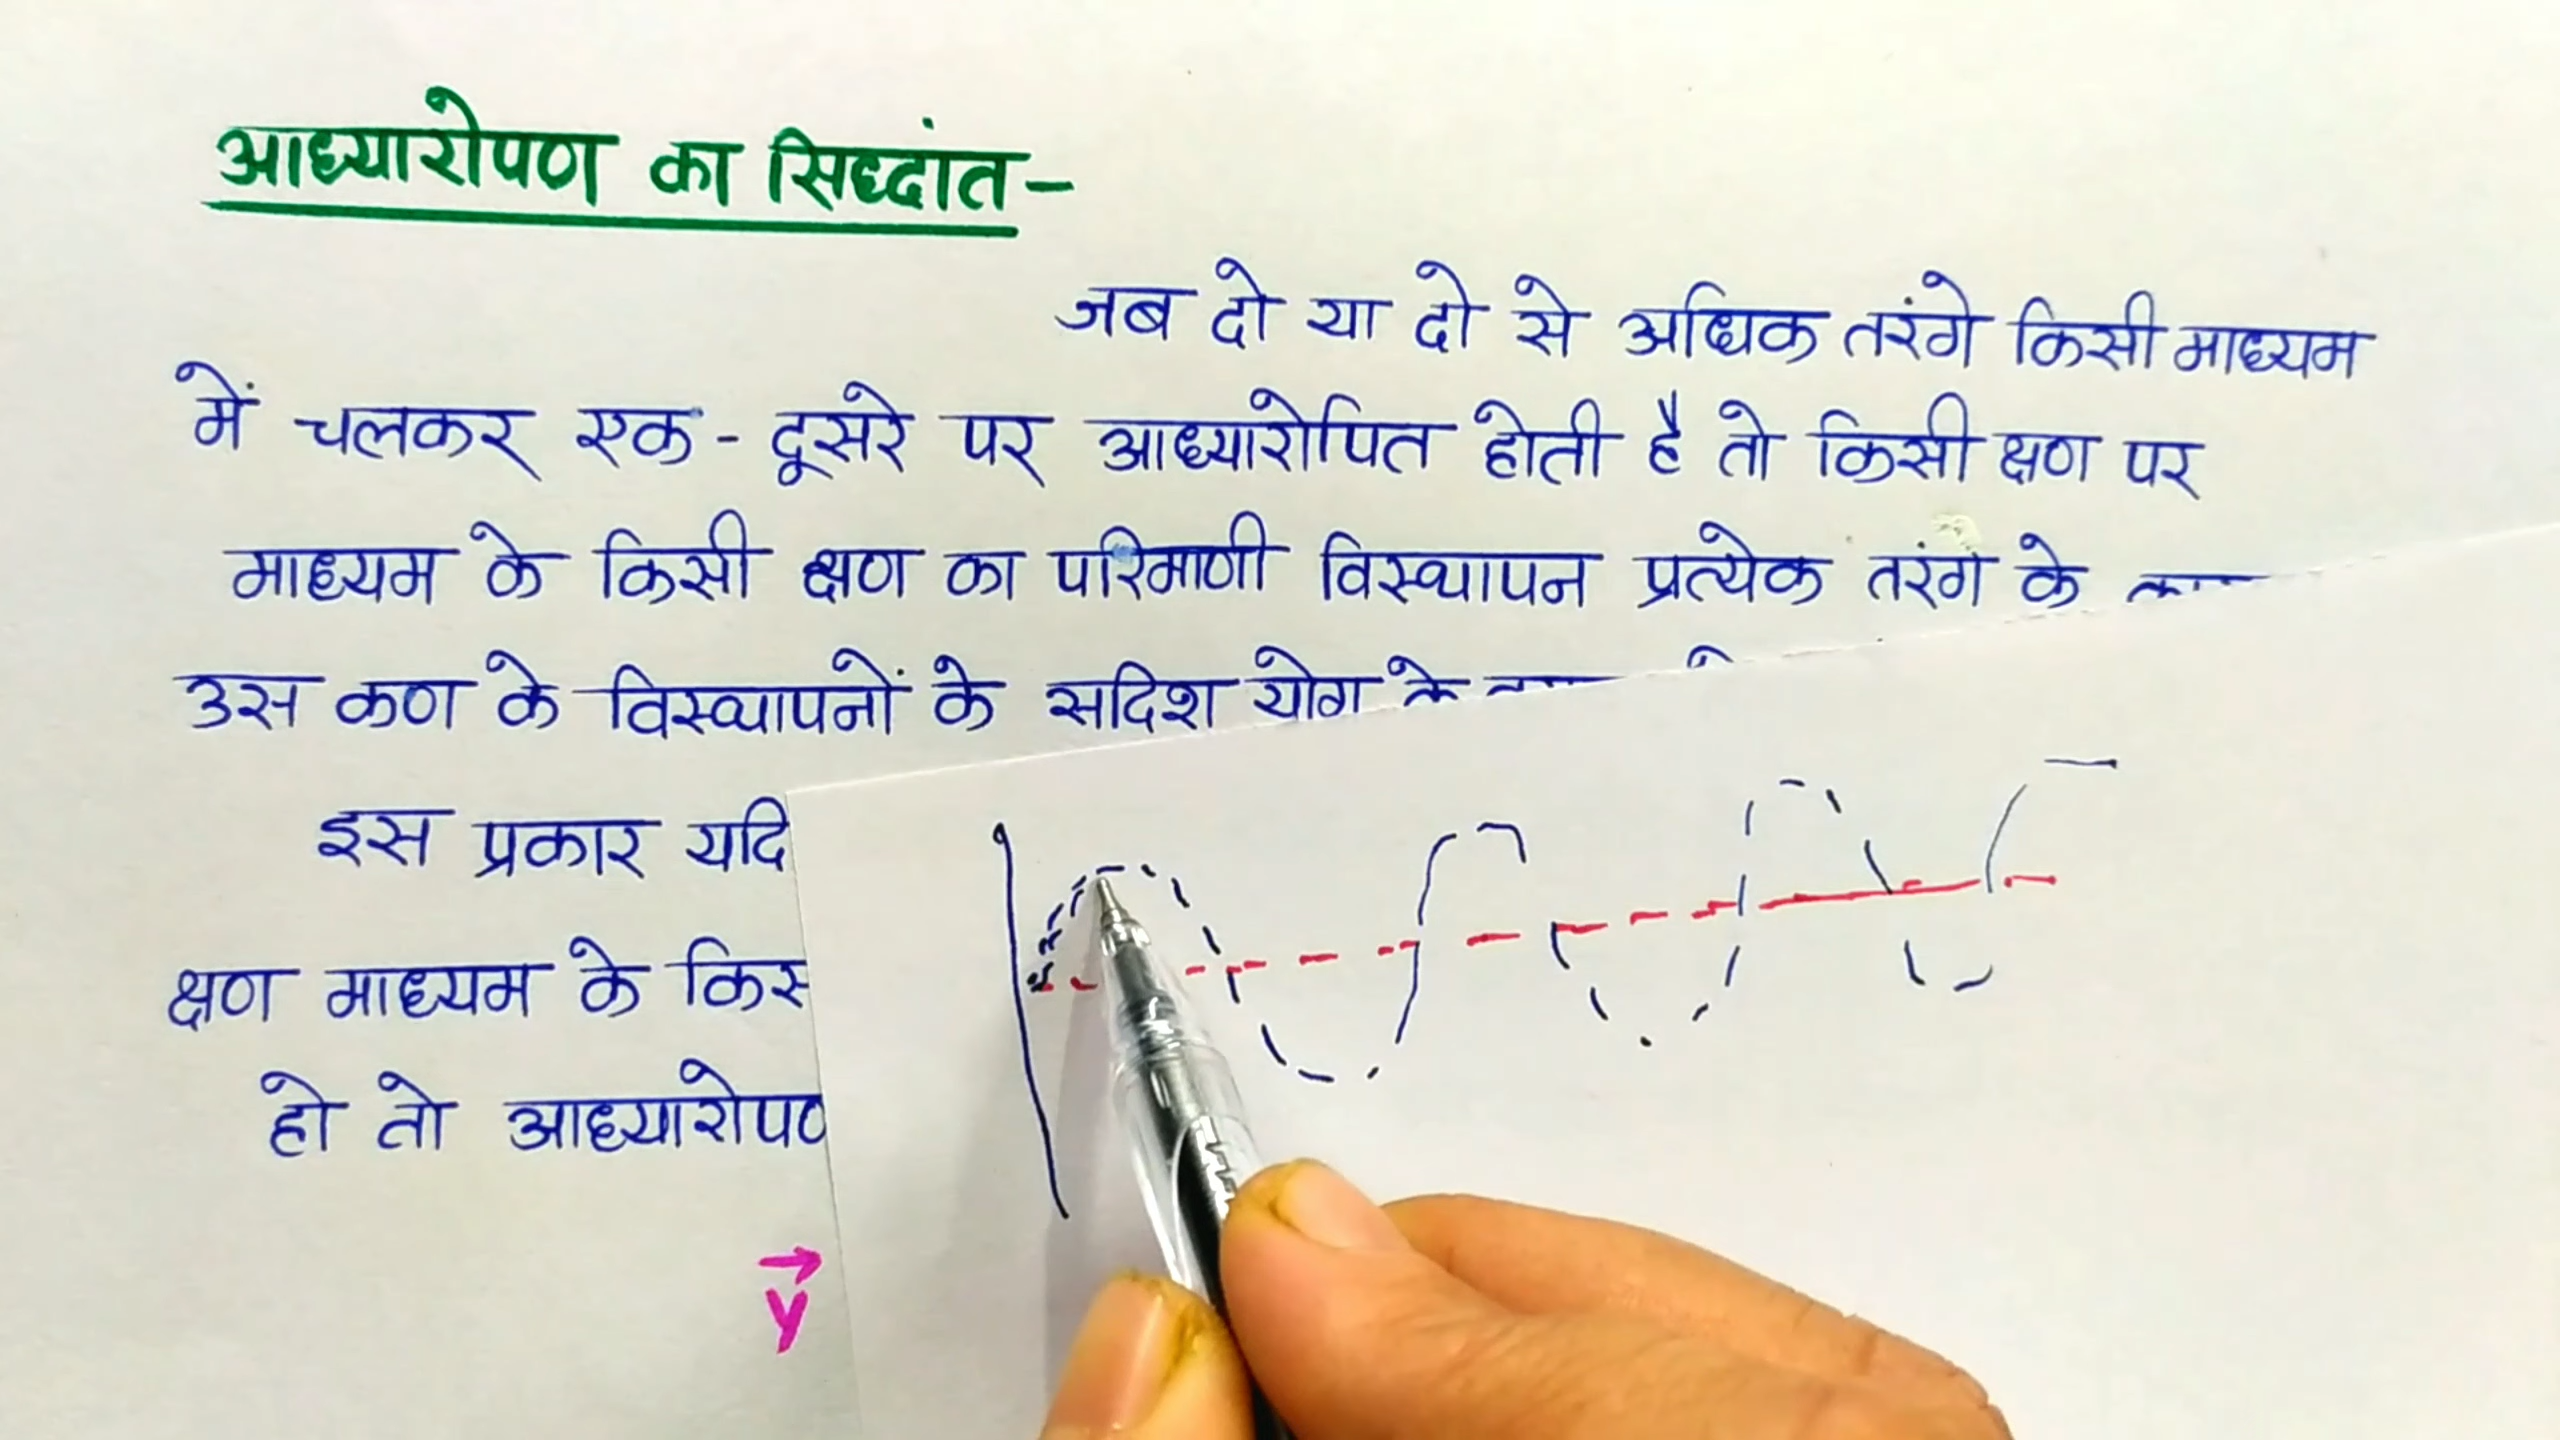 आध्यारोपण का सिद्धांत-
जब दो या दो से अधिक तरंगे किसी माध्यम
में चलकर एक-दूसरे पर आध्यारोपित होती है तो किसी क्षण पर
माध्यम के किसी क्षण का परिमाणी विस्थापन प्रत्येक तरंग के
उस कण के विस्थापनों के सदिश योग के
इस प्रकार यदि
क्षण माध्यम के
हो तो
y⃗